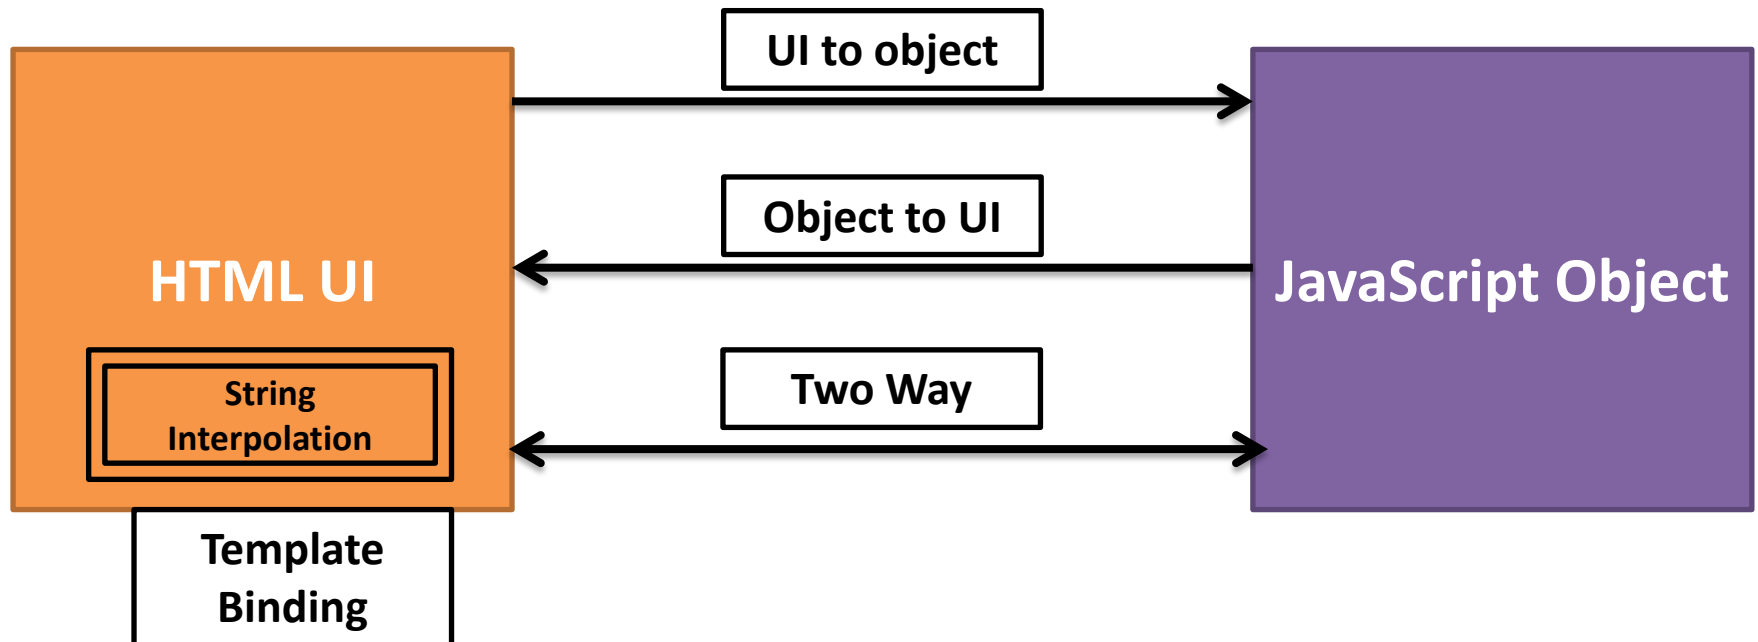 UI to object
Object to UI
HTML UI
JavaScript Object
Two Way
String
Interpolation
Template
Binding